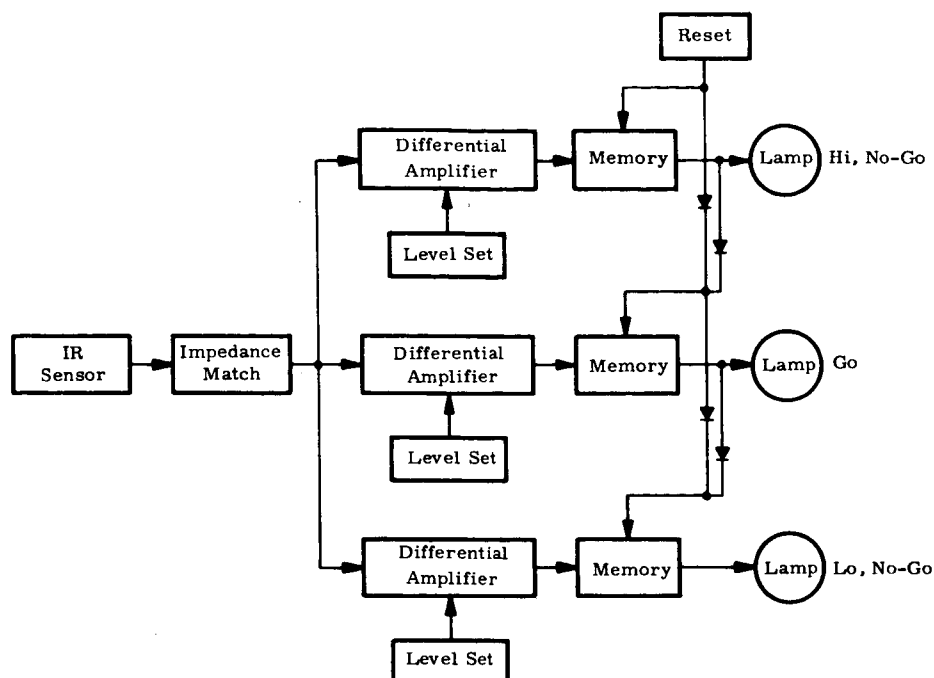 Reset
Differential
Amplifier
Memory
Lamp
Hi, No-Go
Level Set
IR
Sensor
Impedance
Match
Differential
Amplifier
Memory
Lamp
Go
Level Set
Differential
Amplifier
Memory
Lamp
Lo, No-Go
Level Set